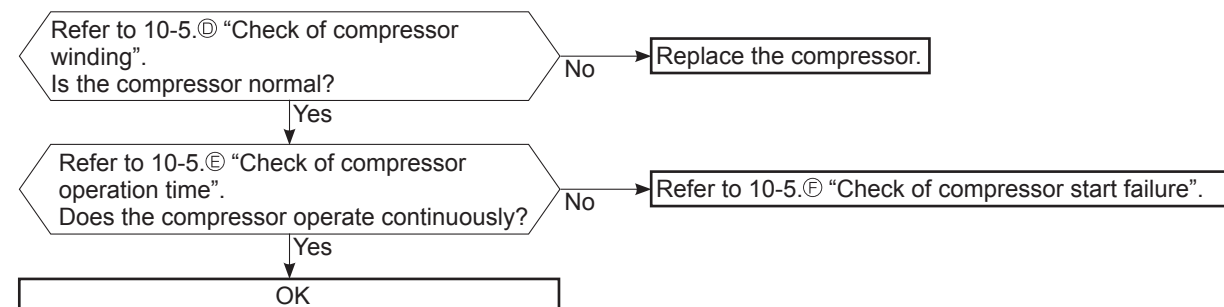 Refer to 10-5.Ⓓ “Check of compressor
winding”.
Is the compressor normal?
No
Replace the compressor.
Yes
Refer to 10-5.Ⓔ “Check of compressor
operation time”.
Does the compressor operate continuously?
No
Refer to 10-5.Ⓕ “Check of compressor start failure”.
Yes
OK